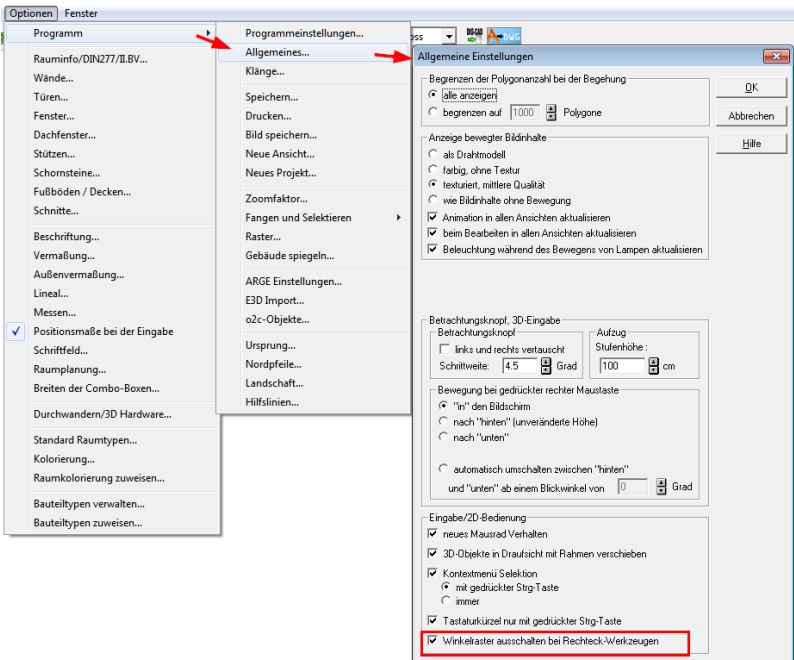 Optionen Fenster
Programm
Rauminfo/DIN277/II.BV...
Wände...
Türen...
Fenster...
Dachfenster...
Stützen...
Schornsteine...
Fußböden / Decken...
Schnitte...
Beschriftung...
Vermaßung...
Außenvermaßung...
Lineal...
Messen...
Positionsmaße bei der Eingabe
Schriftfeld...
Raumplanung...
Breiten der Combo-Boxen...
Durchwandern/3D Hardware...
Standard Raumtypen...
Kolorierung...
Raumkolorierung zuweisen...
Bauteiltypen verwalten...
Bauteiltypen zuweisen...
Programmeinstellungen...
Allgemeines...
Klänge...
Speichern...
Drucken...
Bild speichern...
Neue Ansicht...
Neues Projekt...
Zoomfaktor...
Fangen und Selektieren
Raster...
Gebäude spiegeln...
ARGE Einstellungen...
E3D Import...
o2c-Objekte...
Ursprung...
Nordpfeile...
Landschaft...
Hilfslinien...
oss
DWG
Allgemeine Einstellungen
Begrenzen der Polygonanzahl bei der Begehung
alle anzeigen
begrenzen auf 1000 Polygone
OK
Abbrechen
Hilfe
Anzeige bewegter Bildinhalte
als Drahtmodell
farbig, ohne Textur
texturiert, mittlere Qualität
wie Bildinhalte ohne Bewegung
Animation in allen Ansichten aktualisieren
beim Bearbeiten in allen Ansichten aktualisieren
Beleuchtung während des Bewegens von Lampen aktualisieren
Betrachtungsknopf, 3D-Eingabe
Betrachtungsknopf
links und rechts vertauscht
Schrittweite: 4.5 Grad
Aufzug
Stufenhöhe :
100 cm
Bewegung bei gedrückter rechter Maustaste
"in" den Bildschirm
nach "hinten" (unveränderte Höhe)
nach "unten"
automatisch umschalten zwischen "hinten"
und "unten" ab einem Blickwinkel von 0 Grad
Eingabe/2D-Bedienung
neues Mausrad Verhalten
3D-Objekte in Draufsicht mit Rahmen verschieben
Kontextmenü Selektion
mit gedrückter Strg-Taste
immer
Tastaturkürzel nur mit gedrückter Strg-Taste
Winkelraster ausschalten bei Rechteck-Werkzeugen